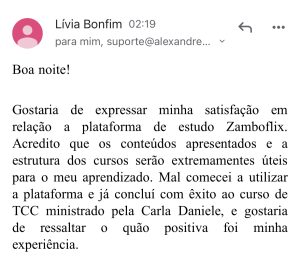 Lívia Bonfim 02:19
para mim, suporte@alexandre...
Boa noite!
Gostaria de expressar minha satisfação em
relação a plataforma de estudo Zamboflix.
Acredito que os conteúdos apresentados e a
estrutura dos cursos serão extremamentes úteis
para o meu aprendizado. Mal comecei a utilizar
a plataforma e já concluí com êxito ao curso de
TCC ministrado pela Carla Daniele, e gostaria
de ressaltar o quão positiva foi minha
experiência.